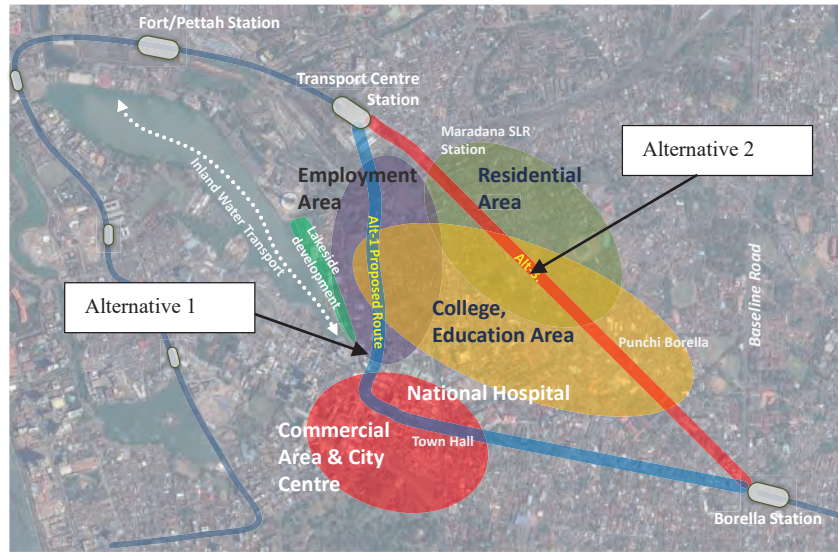 Fort/Pettah Station
Transport Centre
Station
Maradana SLR
Station
Alternative 2
Employment
Area
Residential
Area
Inland Water Transport
Lakeside
development
Alt-1 Proposed Route
Alternative 1
College,
Education Area
Punchi Borella
Baseline Road
National Hospital
Commercial
Area & City
Centre
Town Hall
Borella Station